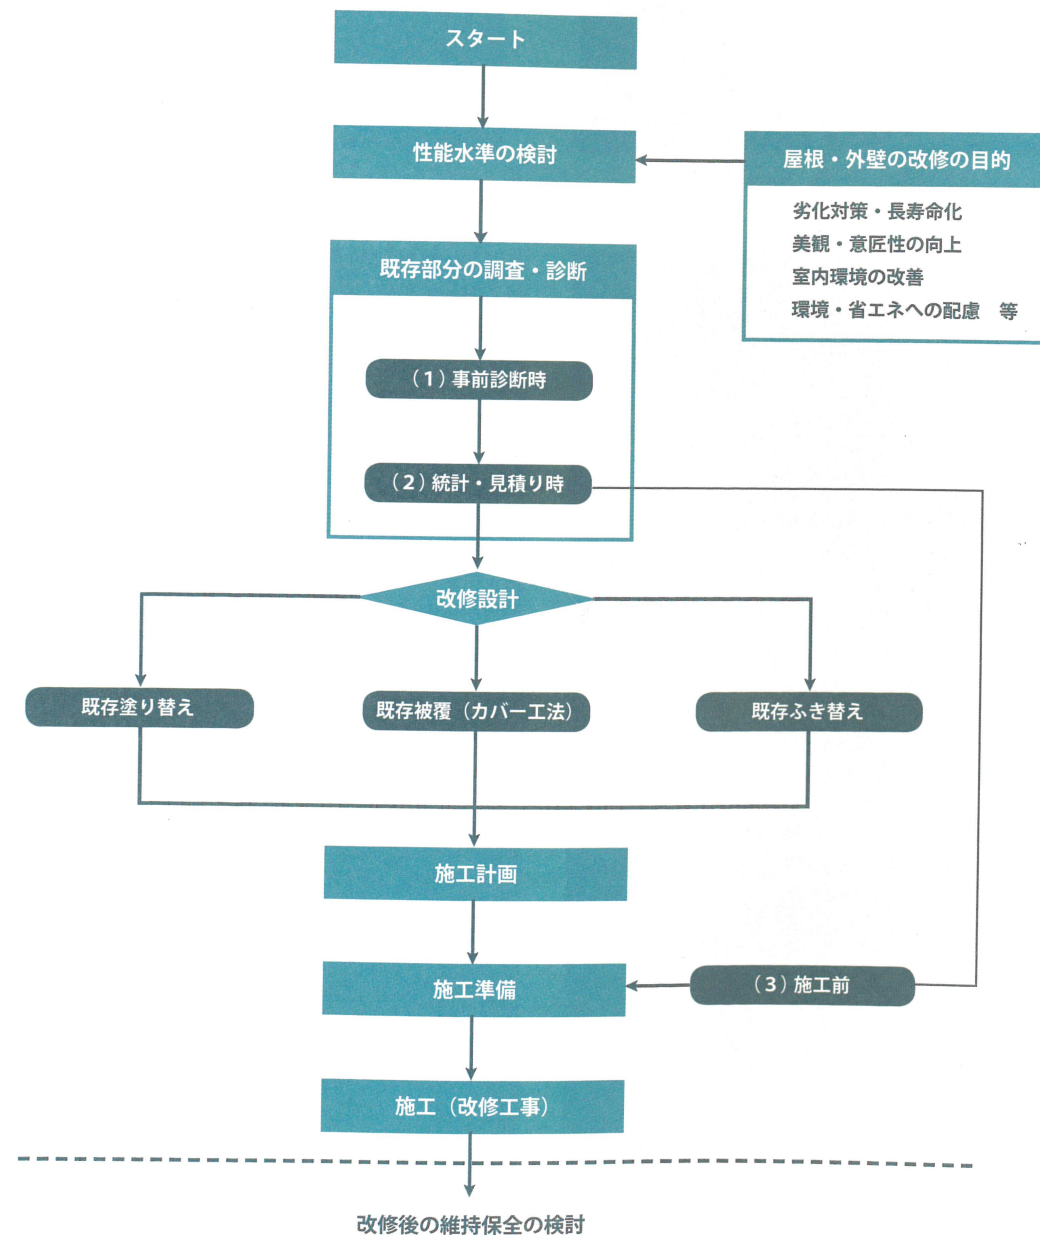 スタート
性能水準の検討
屋根・外壁の改修の目的
劣化対策・長寿命化
美観・意匠性の向上
室内環境の改善
環境・省エネへの配慮　等
既存部分の調査・診断
（１）事前診断時
（２）統計・見積り時
改修設計
既存塗り替え
既存被覆（カバー工法）
既存ふき替え
施工計画
施工準備
（３）施工前
施工（改修工事）
改修後の維持保全の検討